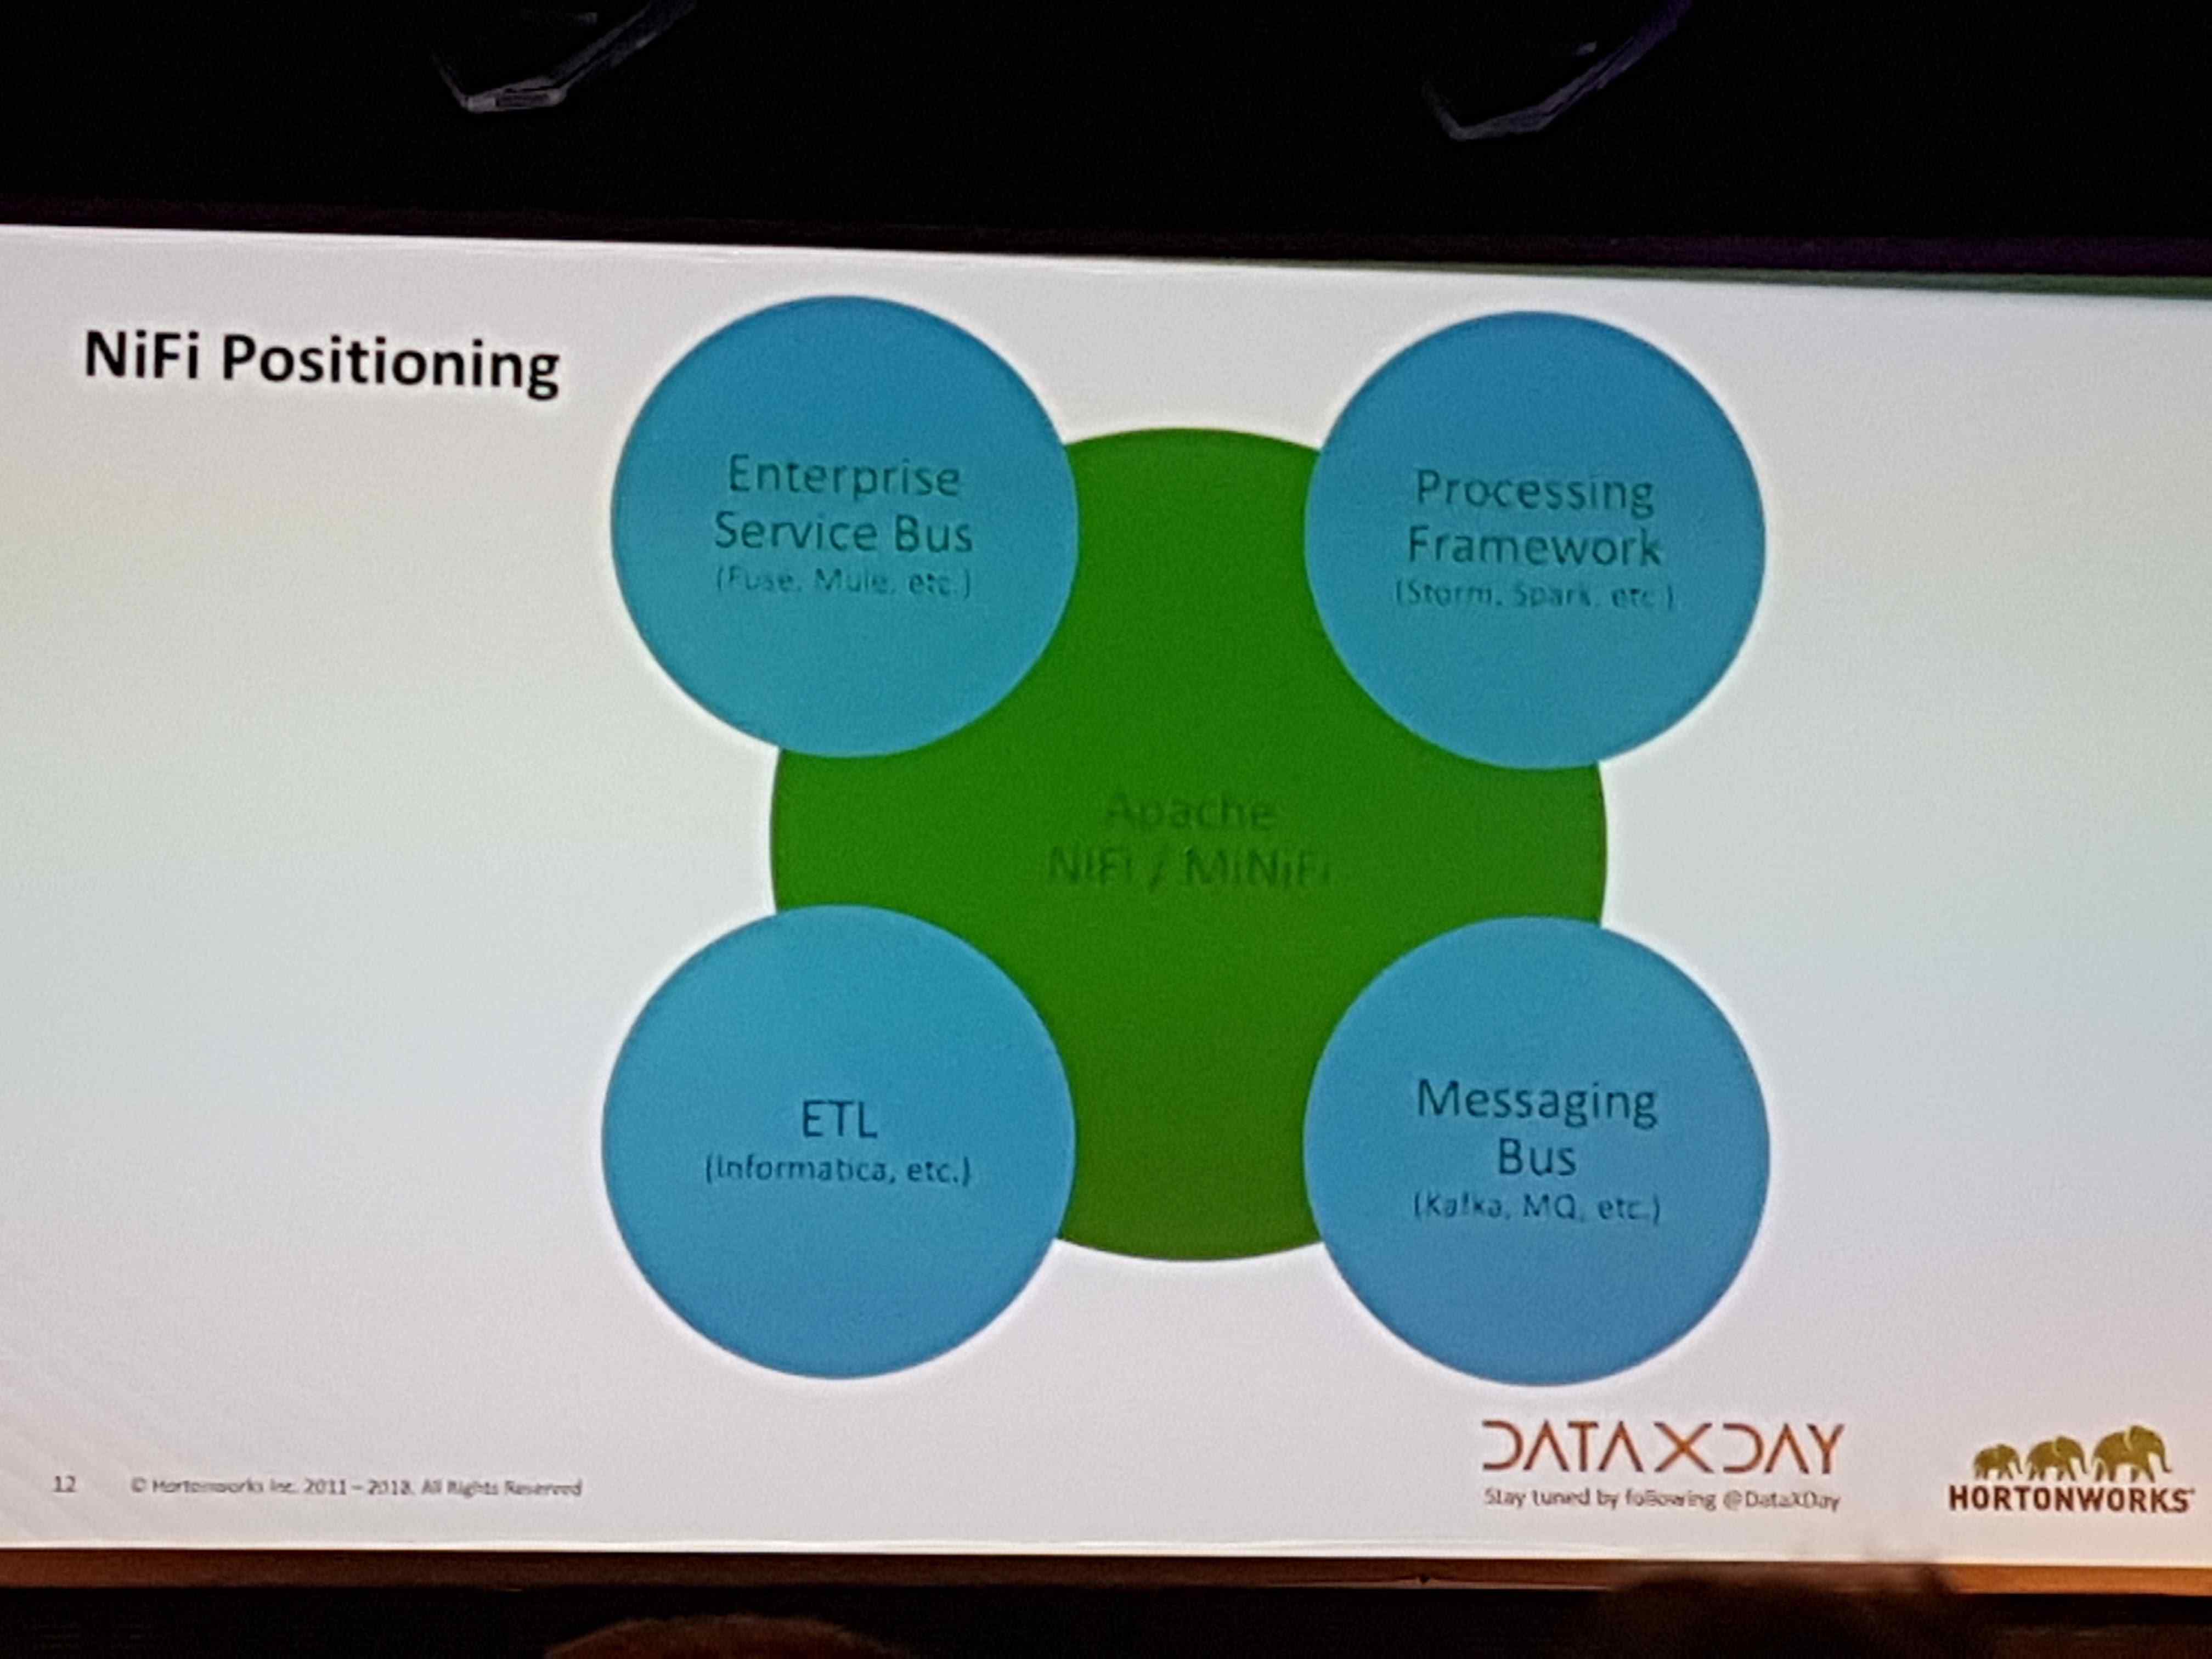 NiFi Positioning
Enterprise
Service Bus
(Fuse, Mule, etc.)
Processing
Framework
(Storm, Spark, etc.)
Apache
NiFi / MiNiFi
ETL
(Informatica, etc.)
Messaging
Bus
(Kafka, MQ, etc.)
12
© Hortonworks Inc. 2011 – 2018. All Rights Reserved
DATAXDAY
Stay tuned by following @DataXDay
HORTONWORKS